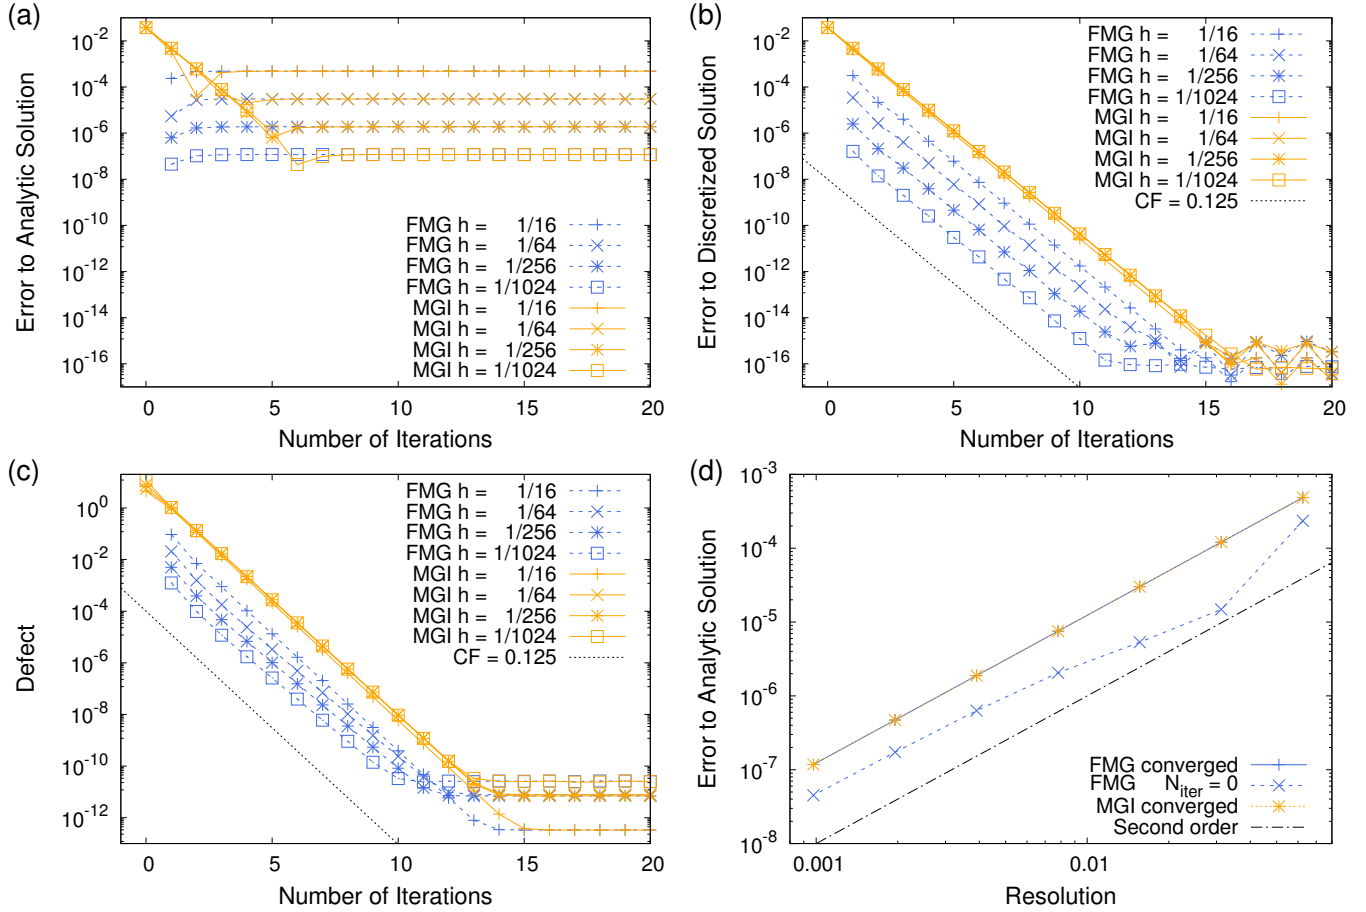 (a)
Error to Analytic Solution
10^-2
10^-4
10^-6
10^-8
10^-10
10^-12
10^-14
10^-16
FMG h = 1/16
FMG h = 1/64
FMG h = 1/256
FMG h = 1/1024
MGI h = 1/16
MGI h = 1/64
MGI h = 1/256
MGI h = 1/1024
0 5 10 15 20
Number of Iterations
(b)
Error to Discretized Solution
10^-2
10^-4
10^-6
10^-8
10^-10
10^-12
10^-14
10^-16
FMG h = 1/16
FMG h = 1/64
FMG h = 1/256
FMG h = 1/1024
MGI h = 1/16
MGI h = 1/64
MGI h = 1/256
MGI h = 1/1024
CF = 0.125
0 5 10 15 20
Number of Iterations
(c)
Defect
10^0
10^-2
10^-4
10^-6
10^-8
10^-10
10^-12
FMG h = 1/16
FMG h = 1/64
FMG h = 1/256
FMG h = 1/1024
MGI h = 1/16
MGI h = 1/64
MGI h = 1/256
MGI h = 1/1024
CF = 0.125
0 5 10 15 20
Number of Iterations
(d)
Error to Analytic Solution
10^-3
10^-4
10^-5
10^-6
10^-7
10^-8
FMG converged
FMG N_iter = 0
MGI converged
Second order
0.001 0.01
Resolution